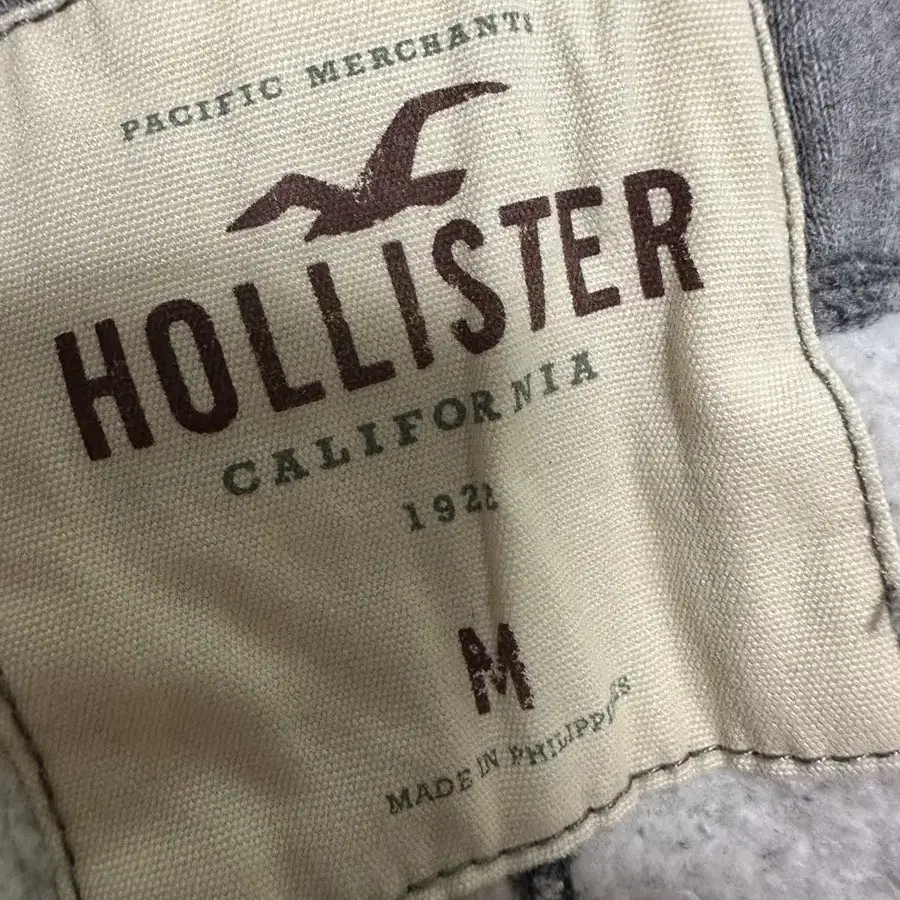 PACIFIC MERCHANTS
HOLLISTER
CALIFORNIA
1922
M
MADE IN PHILIPPINES